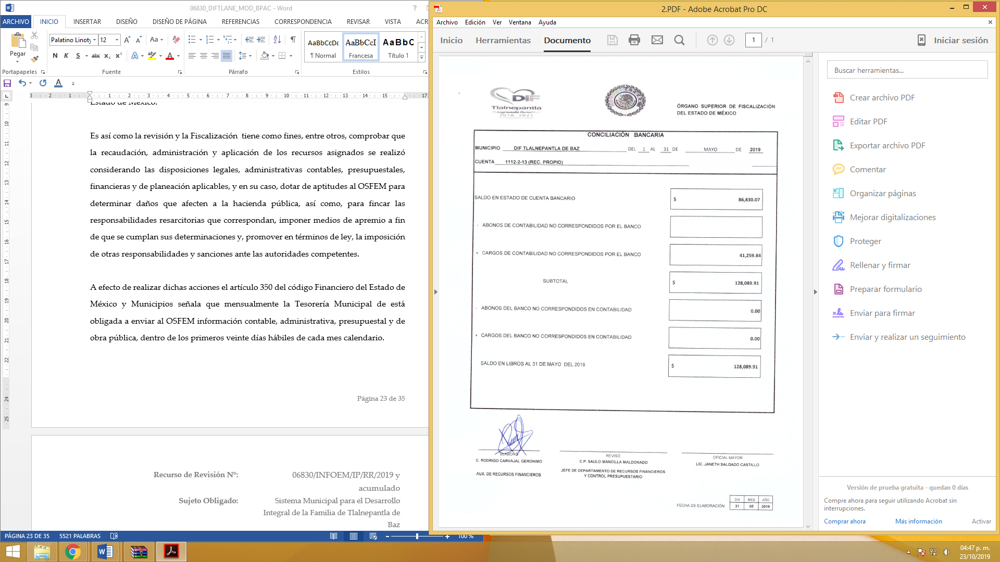 06830_DIFTLANE_MOD_BPAC - Word
ARCHIVO INICIO INSERTAR DISEÑO DISEÑO DE PÁGINA REFERENCIAS CORRESPONDENCIA REVISAR VISTA ACR
Palatino Linoty 12
Pegar
N K S abc x₂ x²
AaBbCcDc AaBbCcI AaBbC
¶ Normal Francesa Título 1
Portapapeles Fuente Párrafo Estilos
Estado de México.
Es así como la revisión y la Fiscalización tiene como fines, entre otros, comprobar que
la recaudación, administración y aplicación de los recursos asignados se realizó
considerando las disposiciones legales, administrativas contables, presupuestales,
financieras y de planeación aplicables, y en su caso, dotar de aptitudes al OSFEM para
determinar daños que afecten a la hacienda pública, así como, para fincar las
responsabilidades resarcitorias que correspondan, imponer medios de apremio a fin
de que se cumplan sus determinaciones y, promover en términos de ley, la imposición
de otras responsabilidades y sanciones ante las autoridades competentes.
A efecto de realizar dichas acciones el artículo 350 del código Financiero del Estado de
México y Municipios señala que mensualmente la Tesorería Municipal de está
obligada a enviar al OSFEM información contable, administrativa, presupuestal y de
obra pública, dentro de los primeros veinte días hábiles de cada mes calendario.
Página 23 de 35
Recurso de Revisión N°: 06830/INFOEM/IP/RR/2019 y
acumulado
Sujeto Obligado: Sistema Municipal para el Desarrollo
Integral de la Familia de Tlalnepantla de
Baz
PÁGINA 23 DE 35 5521 PALABRAS 100 %
2.PDF - Adobe Acrobat Pro DC
Archivo Edición Ver Ventana Ayuda
Inicio Herramientas Documento 1 / 1 Iniciar sesión
DIF
Tlalnepantla
2019 - 2021
ÓRGANO SUPERIOR DE FISCALIZACIÓN
DEL ESTADO DE MÉXICO
CONCILIACIÓN BANCARIA
MUNICIPIO DIF TLALNEPANTLA DE BAZ DEL 1 AL 31 DE MAYO DE 2019
CUENTA 1112-2-13 (REC. PROPIO)
SALDO EN ESTADO DE CUENTA BANCARIO $ 86,830.07
- ABONOS DE CONTABILIDAD NO CORRESPONDIDOS POR EL BANCO
+ CARGOS DE CONTABILIDAD NO CORRESPONDIDOS POR EL BANCO 41,259.84
SUBTOTAL $ 128,089.91
- ABONOS DEL BANCO NO CORRESPONDIDOS EN CONTABILIDAD 0.00
+ CARGOS DEL BANCO NO CORRESPONDIDOS EN CONTABILIDAD 0.00
SALDO EN LIBROS AL 31 DE MAYO DEL 2019 $ 128,089.91
ELABORÓ REVISÓ OFICIAL MAYOR
C. RODRIGO CARVAJAL GERONIMO C.P. SAULO MANCILLA MALDONADO LIC. JANETH SALGADO CASTILLO
AUX. DE RECURSOS FINANCIEROS JEFE DE DEPARTAMENTO DE RECURSOS FINANCIEROS
Y CONTROL PRESUPUESTARIO
DIA MES AÑO
FECHA DE ELABORACIÓN 31 05 2019
Buscar herramientas...
Crear archivo PDF
Editar PDF
Exportar archivo PDF
Comentar
Organizar páginas
Mejorar digitalizaciones
Proteger
Rellenar y firmar
Preparar formulario
Enviar para firmar
Enviar y realizar un seguimiento
Versión de prueba gratuita - quedan 0 días
Compre ahora para seguir utilizando Acrobat sin
interrupciones.
Comprar ahora Más información Activar
04:47 p. m.
23/10/2019